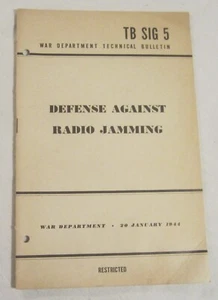 TB SIG 5
WAR DEPARTMENT TECHNICAL BULLETIN
DEFENSE AGAINST
RADIO JAMMING
WAR DEPARTMENT • 20 JANUARY 1944
RESTRICTED